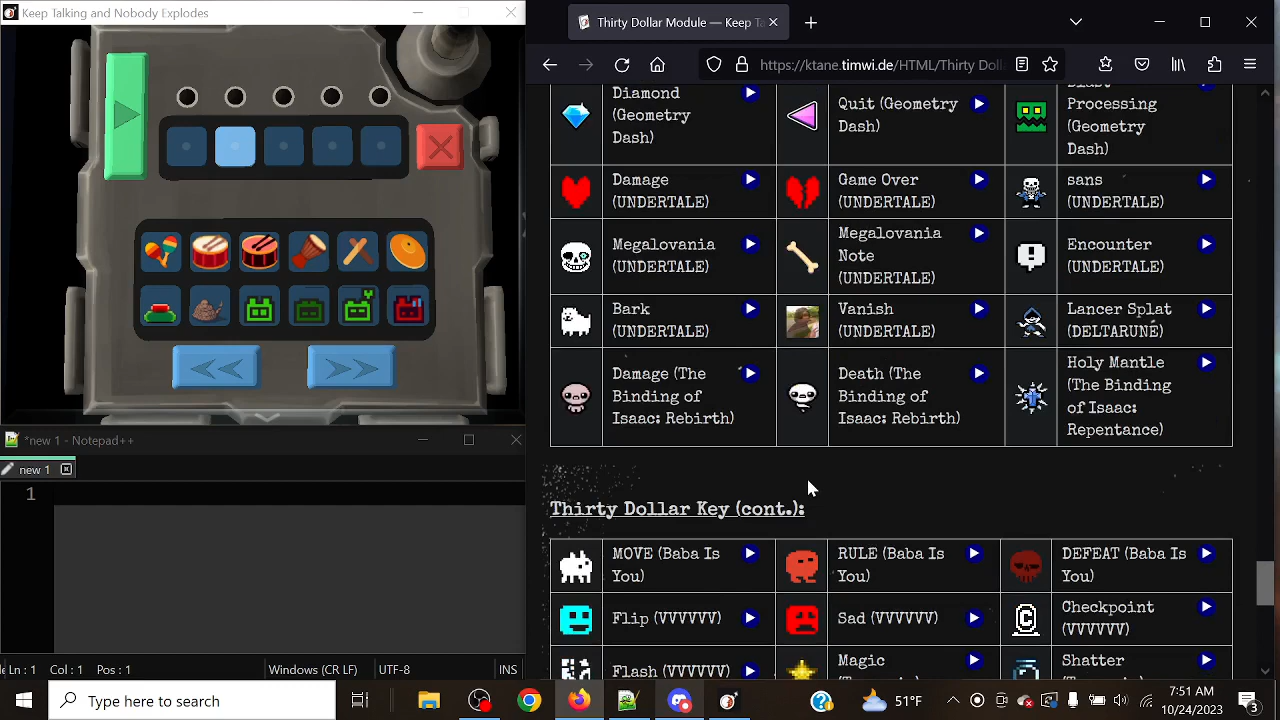 Keep Talking and Nobody Explodes
*new 1 - Notepad++
new 1
1
Ln : 1 Col : 1 Pos : 1 Windows (CR LF) UTF-8 INS
Thirty Dollar Module — Keep Ta
https://ktane.timwi.de/HTML/Thirty Doll
Diamond
(Geometry
Dash)
Quit (Geometry
Dash)
Processing
(Geometry
Dash)
Damage
(UNDERTALE)
Game Over
(UNDERTALE)
sans
(UNDERTALE)
Megalovania
(UNDERTALE)
Megalovania
Note
(UNDERTALE)
Encounter
(UNDERTALE)
Bark
(UNDERTALE)
Vanish
(UNDERTALE)
Lancer Splat
(DELTARUNE)
Damage (The
Binding of
Isaac: Rebirth)
Death (The
Binding of
Isaac: Rebirth)
Holy Mantle
(The Binding
of Isaac:
Repentance)
Thirty Dollar Key (cont.):
MOVE (Baba Is
You)
RULE (Baba Is
You)
DEFEAT (Baba Is
You)
Flip (VVVVVV)
Sad (VVVVVV)
Checkpoint
(VVVVVV)
Flash (VVVVVV)
Magic
Shatter
Type here to search
51°F
7:51 AM
10/24/2023